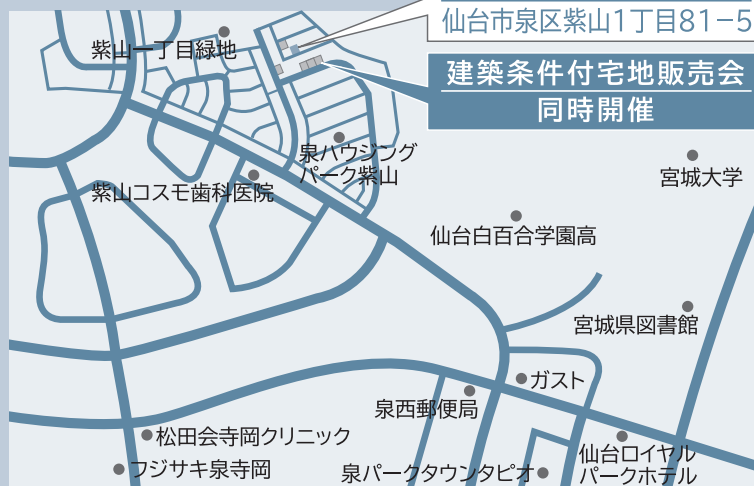 仙台市泉区紫山1丁目81−5
建築条件付宅地販売会
同時開催
紫山一丁目緑地
泉ハウジング
パーク紫山
宮城大学
紫山コスモ歯科医院
仙台白百合学園高
宮城県図書館
ガスト
泉西郵便局
松田会寺岡クリニック
仙台ロイヤル
パークホテル
フジサキ泉寺岡
泉パークタウンタピオ